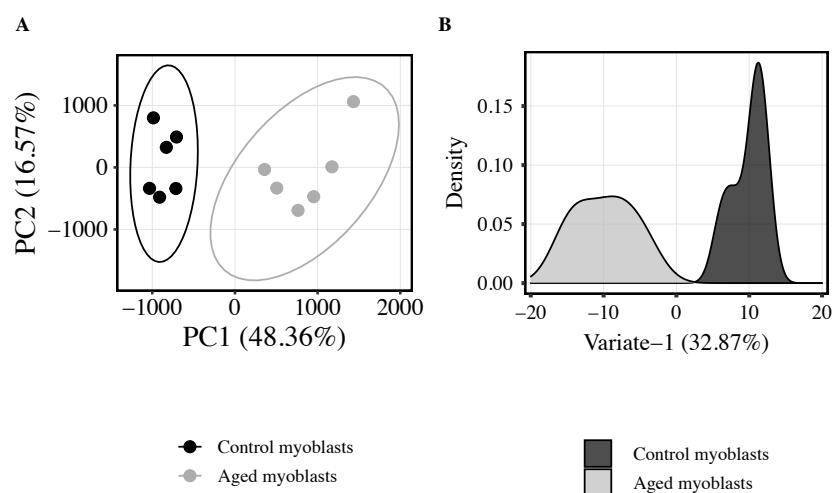 A
PC2 (16.57%)
1000
0
−1000
−1000 0 1000 2000
PC1 (48.36%)
Control myoblasts
Aged myoblasts
B
Density
0.15
0.10
0.05
0.00
−20 −10 0 10 20
Variate−1 (32.87%)
Control myoblasts
Aged myoblasts